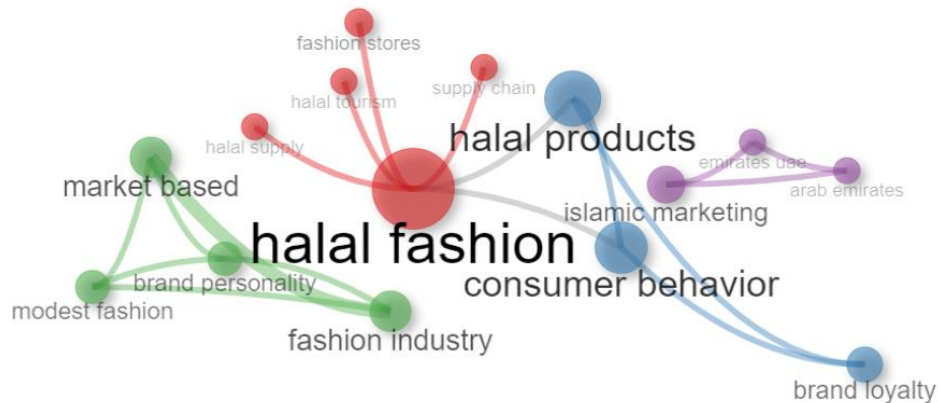 fashion stores
supply chain
halal tourism
halal supply
halal products
emirates uae
market based
arab emirates
islamic marketing
halal fashion
brand personality
consumer behavior
modest fashion
fashion industry
brand loyalty